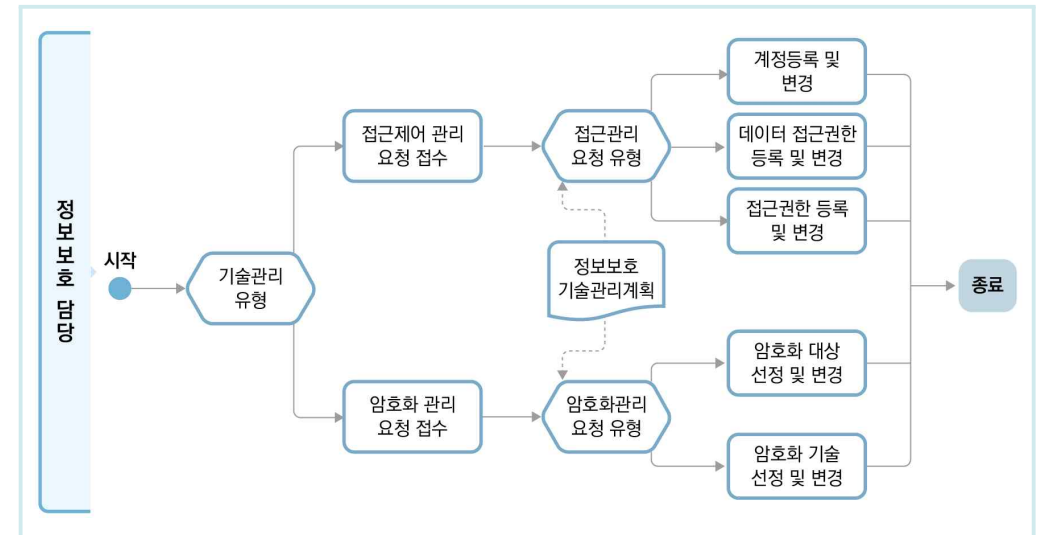 정보보호 담당
시작
기술관리
유형
접근제어 관리
요청 접수
접근관리
요청 유형
계정등록 및
변경
데이터 접근권한
등록 및 변경
접근권한 등록
및 변경
정보보호
기술관리계획
암호화 관리
요청 접수
암호화관리
요청 유형
암호화 대상
선정 및 변경
암호화 기술
선정 및 변경
종료